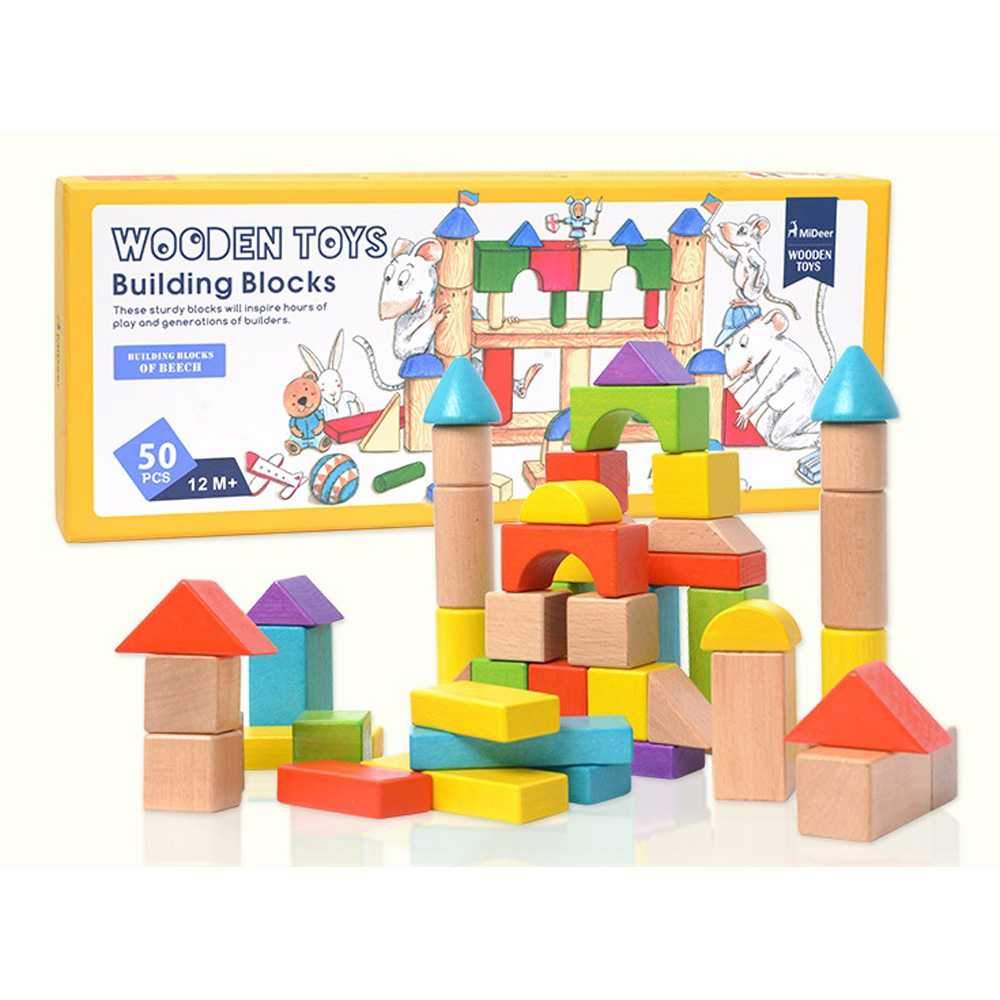 WOODEN TOYS
Building Blocks
These sturdy blocks will inspire hours of
play and generations of builders.
BUILDING BLOCKS
OF BEECH
50
PCS
12 M+
MiDeer
WOODEN
TOYS